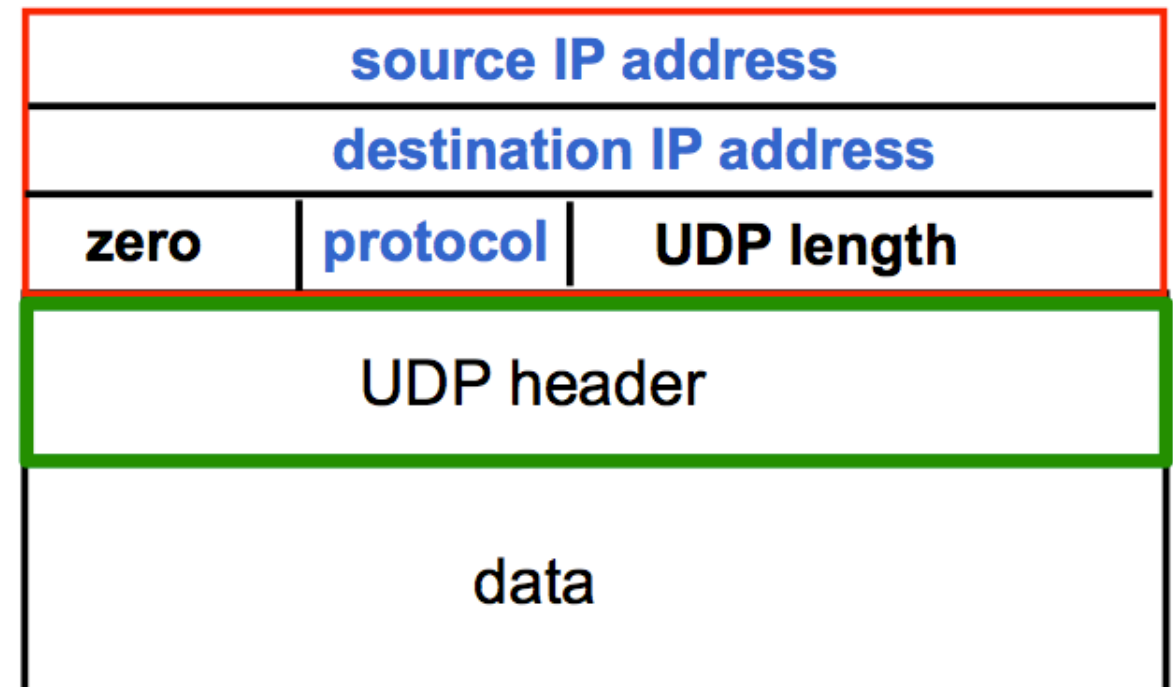 source IP address
destination IP address
zero protocol UDP length
UDP header
data